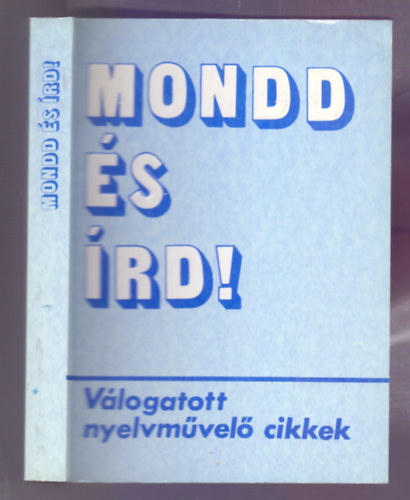 MONDD ÉS ÍRD!
MONDD
ÉS
ÍRD!
Válogatott
nyelvművelő cikkek